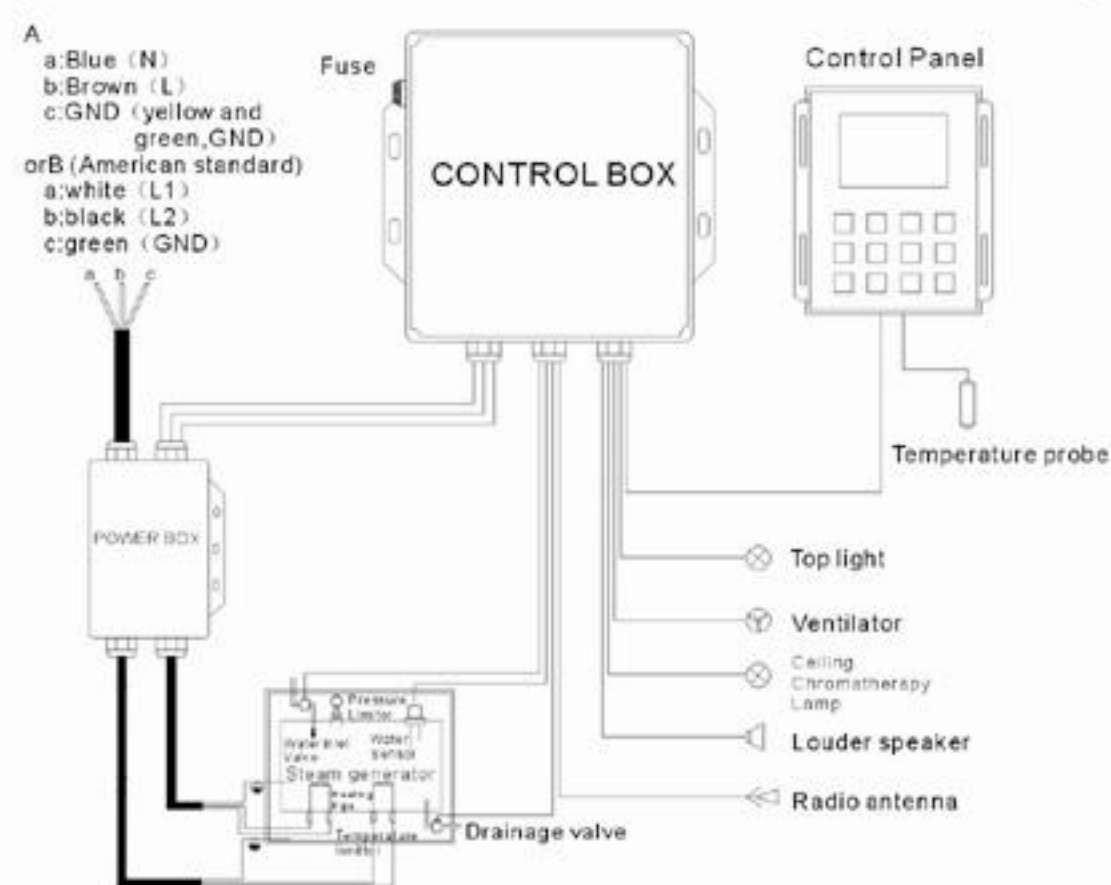 A
a:Blue（N）
b:Brown（L）
c:GND（yellow and
green,GND）
orB (American standard)
a:white（L1）
b:black（L2）
c:green（GND）
a b c
Fuse
CONTROL BOX
Control Panel
Temperature probe
POWER BOX
Top light
Ventilator
Ceiling
Chromatherapy
Lamp
Louder speaker
Radio antenna
Pressure
Limiter
Water Inlet
Valve
Water
sensor
Steam generator
Heating
Temperature
Drainage valve